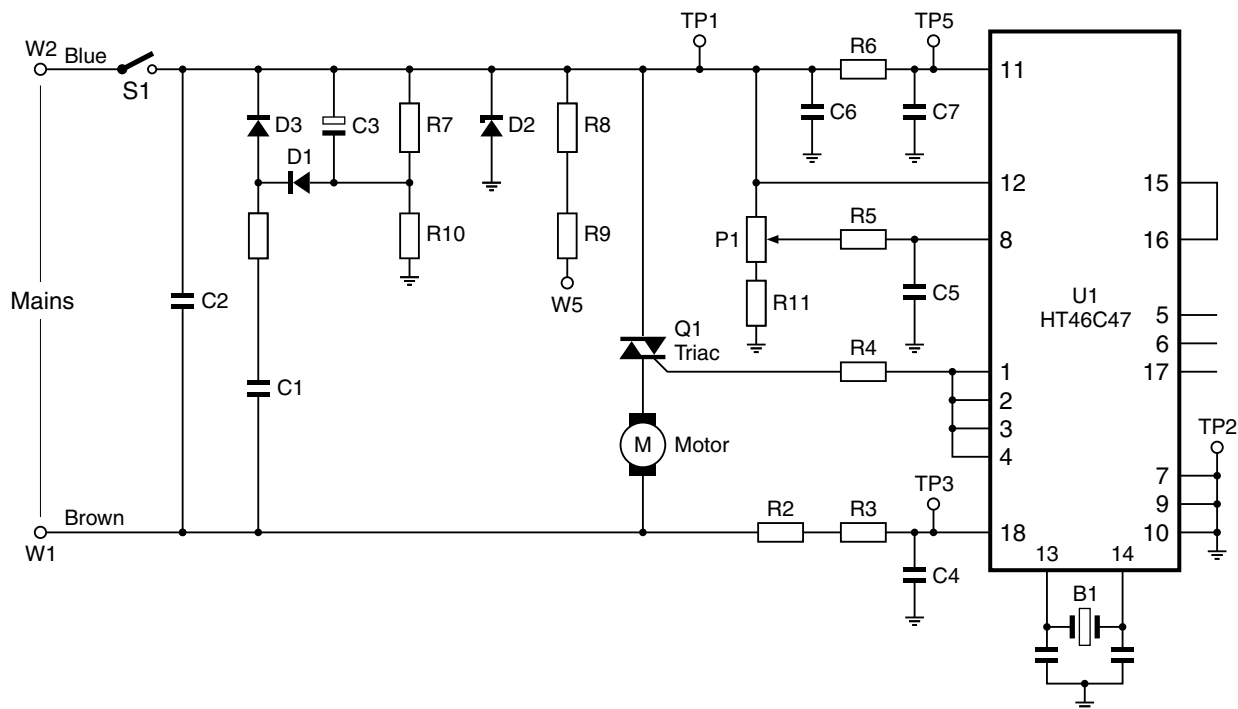 TP1
TP5
W2
Blue
R6
S1
11
D3
C3
R7
D2
R8
C6
C7
D1
12
15
R10
R9
P1
R5
8
16
Mains
C2
W5
R11
C5
U1
HT46C47
5
Q1
Triac
6
R4
1
17
C1
2
3
TP2
M
Motor
4
7
TP3
Brown
R2
R3
9
W1
18
10
13
14
C4
B1